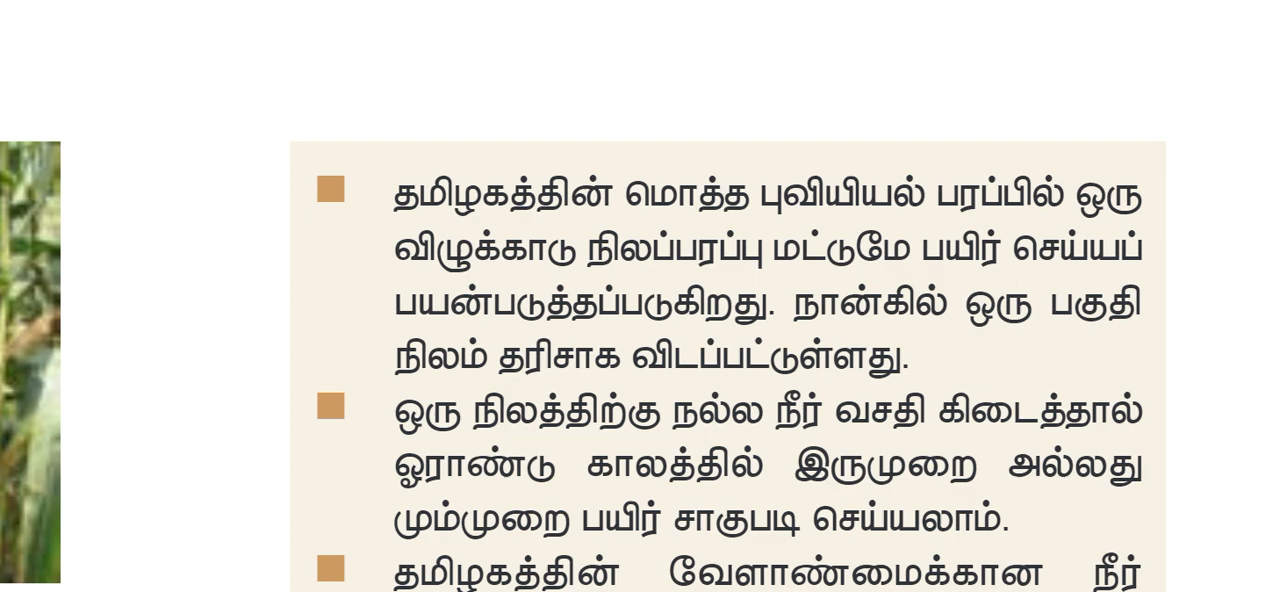 தமிழகத்தின் மொத்த புவியியல் பரப்பில் ஒரு
விழுக்காடு நிலப்பரப்பு மட்டுமே பயிர் செய்யப்
பயன்படுத்தப்படுகிறது. நான்கில் ஒரு பகுதி
நிலம் தரிசாக விடப்பட்டுள்ளது.
ஒரு நிலத்திற்கு நல்ல நீர் வசதி கிடைத்தால்
ஓராண்டு காலத்தில் இருமுறை அல்லது
மும்முறை பயிர் சாகுபடி செய்யலாம்.
தமிழகத்தின் வேளாண்மைக்கான நீர்